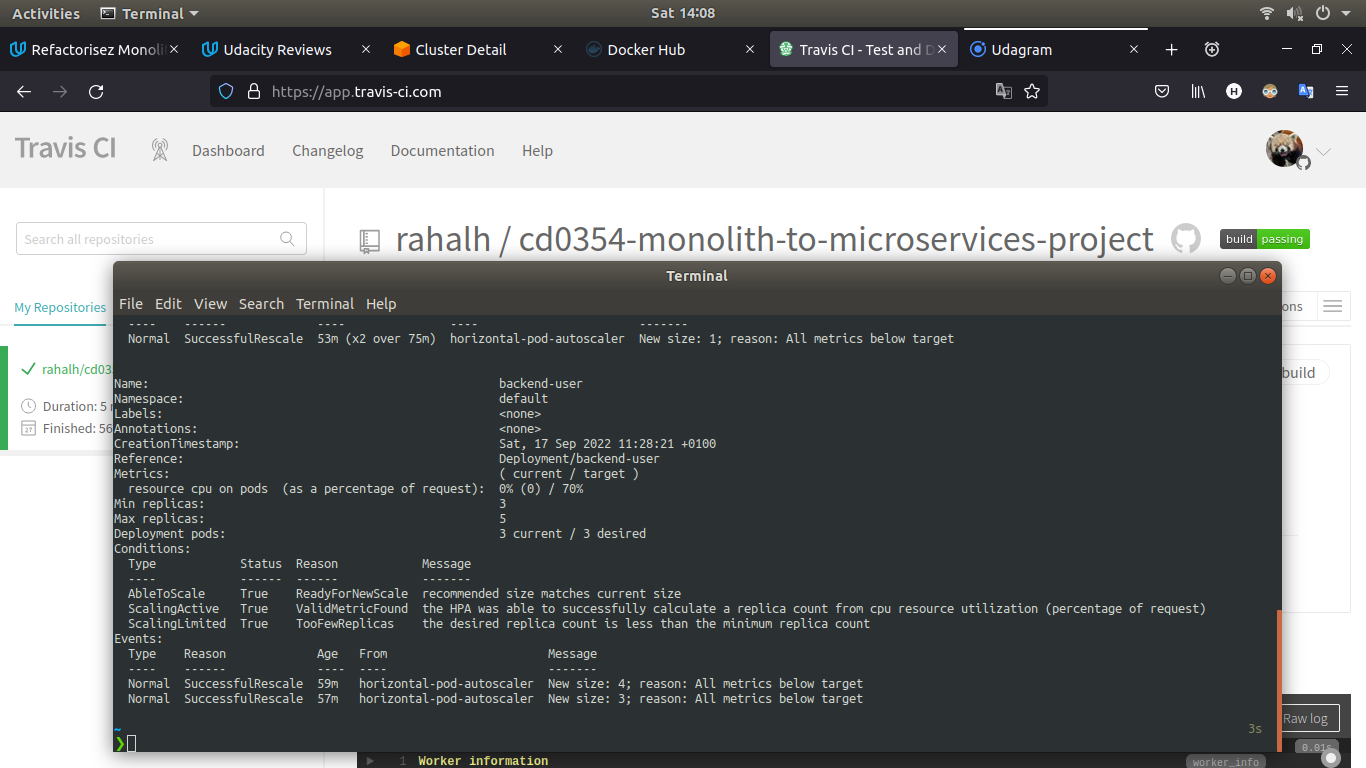 Activities Terminal Sat 14:08
Refactorisez Monoli Udacity Reviews Cluster Detail Docker Hub Travis CI - Test and D Udagram
https://app.travis-ci.com
Travis CI Dashboard Changelog Documentation Help
Search all repositories
rahalh / cd0354-monolith-to-microservices-project build passing
Terminal
File Edit View Search Terminal Help
My Repositories
ons
---- ------ ---- ---- -------
Normal SuccessfulRescale 53m (x2 over 75m) horizontal-pod-autoscaler New size: 1; reason: All metrics below target
rahalh/cd03
build
Duration: 5
Finished: 56
Name: backend-user
Namespace: default
Labels: <none>
Annotations: <none>
CreationTimestamp: Sat, 17 Sep 2022 11:28:21 +0100
Reference: Deployment/backend-user
Metrics: ( current / target )
resource cpu on pods (as a percentage of request): 0% (0) / 70%
Min replicas: 3
Max replicas: 5
Deployment pods: 3 current / 3 desired
Conditions:
Type Status Reason Message
---- ------ ------ -------
AbleToScale True ReadyForNewScale recommended size matches current size
ScalingActive True ValidMetricFound the HPA was able to successfully calculate a replica count from cpu resource utilization (percentage of request)
ScalingLimited True TooFewReplicas the desired replica count is less than the minimum replica count
Events:
Type Reason Age From Message
---- ------ ---- ---- -------
Normal SuccessfulRescale 59m horizontal-pod-autoscaler New size: 4; reason: All metrics below target
Normal SuccessfulRescale 57m horizontal-pod-autoscaler New size: 3; reason: All metrics below target
~ 3s
❯
Raw log
0.01s
1 Worker information worker_info